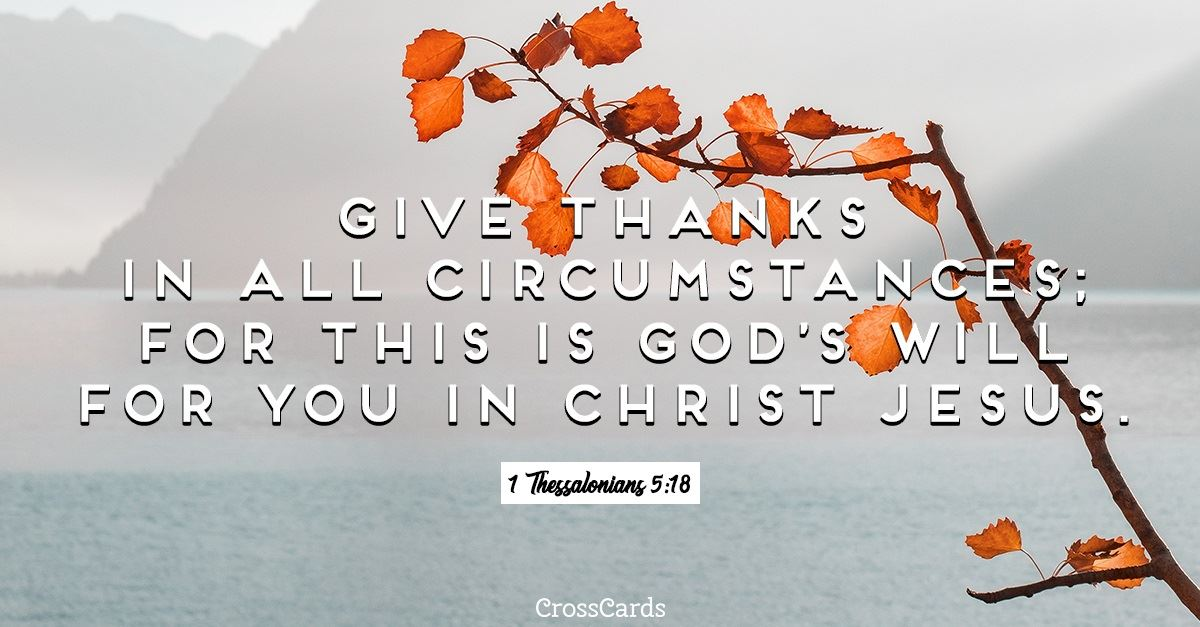 GIVE THANKS
IN ALL CIRCUMSTANCES;
FOR THIS IS GOD'S WILL
FOR YOU IN CHRIST JESUS.
1 Thessalonians 5:18
CrossCards